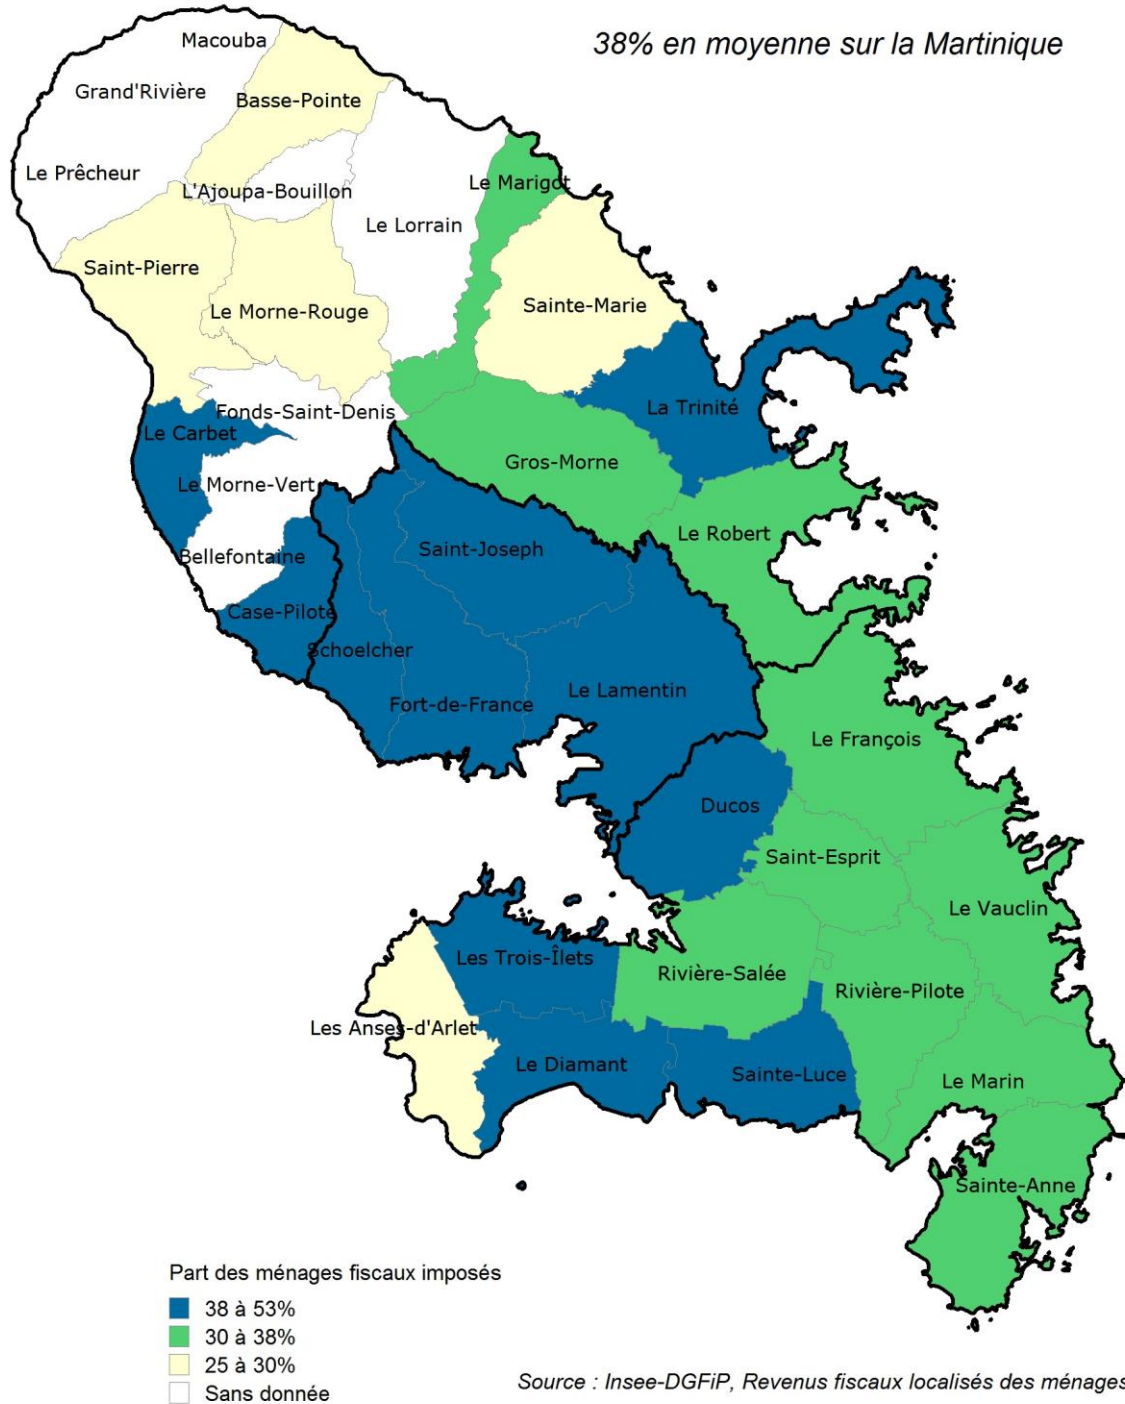 38% en moyenne sur la Martinique
Macouba
Grand'Rivière
Basse-Pointe
Le Prêcheur
L'Ajoupa-Bouillon
Le Marigot
Le Lorrain
Saint-Pierre
Le Morne-Rouge
Sainte-Marie
Fonds-Saint-Denis
La Trinité
Le Carbet
Gros-Morne
Le Morne-Vert
Le Robert
Saint-Joseph
Bellefontaine
Case-Pilote
Schoelcher
Le Lamentin
Fort-de-France
Le François
Ducos
Saint-Esprit
Le Vauclin
Les Trois-Îlets
Rivière-Salée
Rivière-Pilote
Les Anses-d'Arlet
Le Diamant
Sainte-Luce
Le Marin
Sainte-Anne
Part des ménages fiscaux imposés
38 à 53%
30 à 38%
25 à 30%
Sans donnée
Source : Insee-DGFiP, Revenus fiscaux localisés des ménages